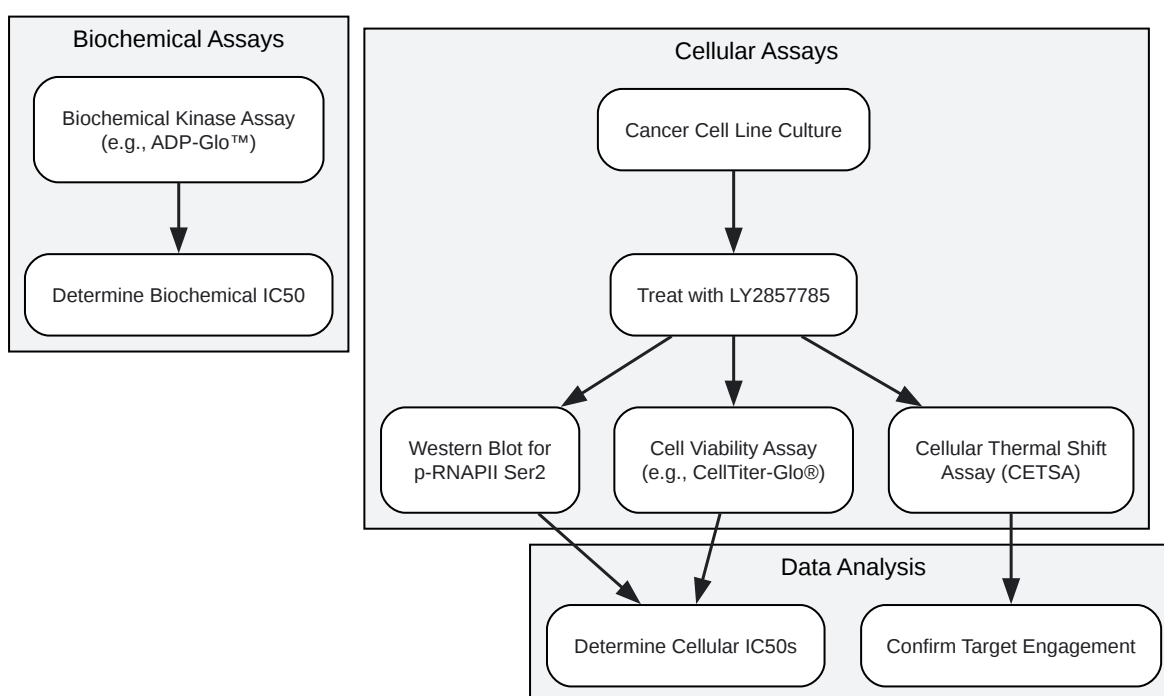 Biochemical Assays
Biochemical Kinase Assay
(e.g., ADP-Glo™)
Determine Biochemical IC50
Cellular Assays
Cancer Cell Line Culture
Treat with LY2857785
Western Blot for
p-RNAPII Ser2
Cell Viability Assay
(e.g., CellTiter-Glo®)
Cellular Thermal Shift
Assay (CETSA)
Data Analysis
Determine Cellular IC50s
Confirm Target Engagement